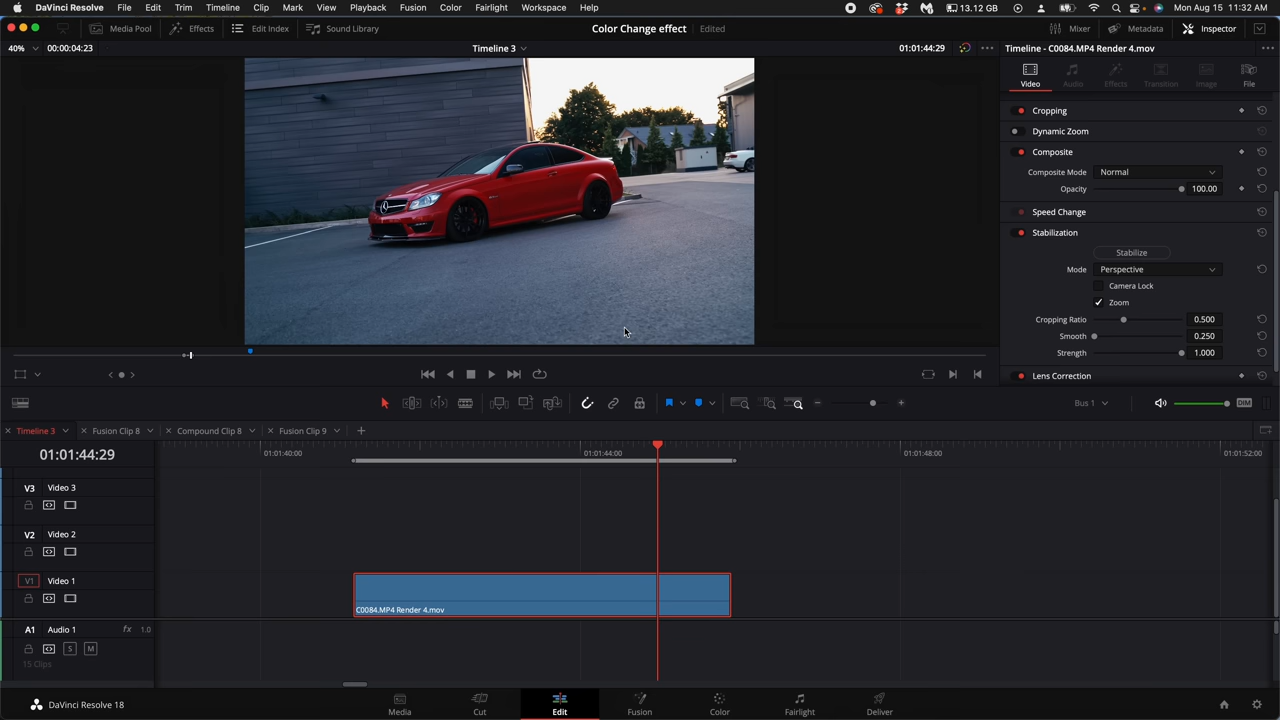 DaVinci Resolve File Edit Trim Timeline Clip Mark View Playback Fusion Color Fairlight Workspace Help 13.12 GB Mon Aug 15 11:32 AM
Media Pool Effects Edit Index Sound Library Color Change effect Edited Mixer Metadata Inspector
40% 00:00:04:23 Timeline 3 01:01:44:29 Timeline - C0084.MP4 Render 4.mov
Video Audio Effects Transition Image File
Cropping
Dynamic Zoom
Composite
Composite Mode Normal
Opacity 100.00
Speed Change
Stabilization
Stabilize
Mode Perspective
Camera Lock
Zoom
Cropping Ratio 0.500
Smooth 0.250
Strength 1.000
Lens Correction
Bus 1 DIM
Timeline 3 Fusion Clip 8 Compound Clip 8 Fusion Clip 9
01:01:44:29 01:01:40:00 01:01:44:00 01:01:48:00 01:01:52:00
V3 Video 3
V2 Video 2
V1 Video 1
C0084.MP4 Render 4.mov
A1 Audio 1 fx 1.0
S M
15 Clips
DaVinci Resolve 18 Media Cut Edit Fusion Color Fairlight Deliver